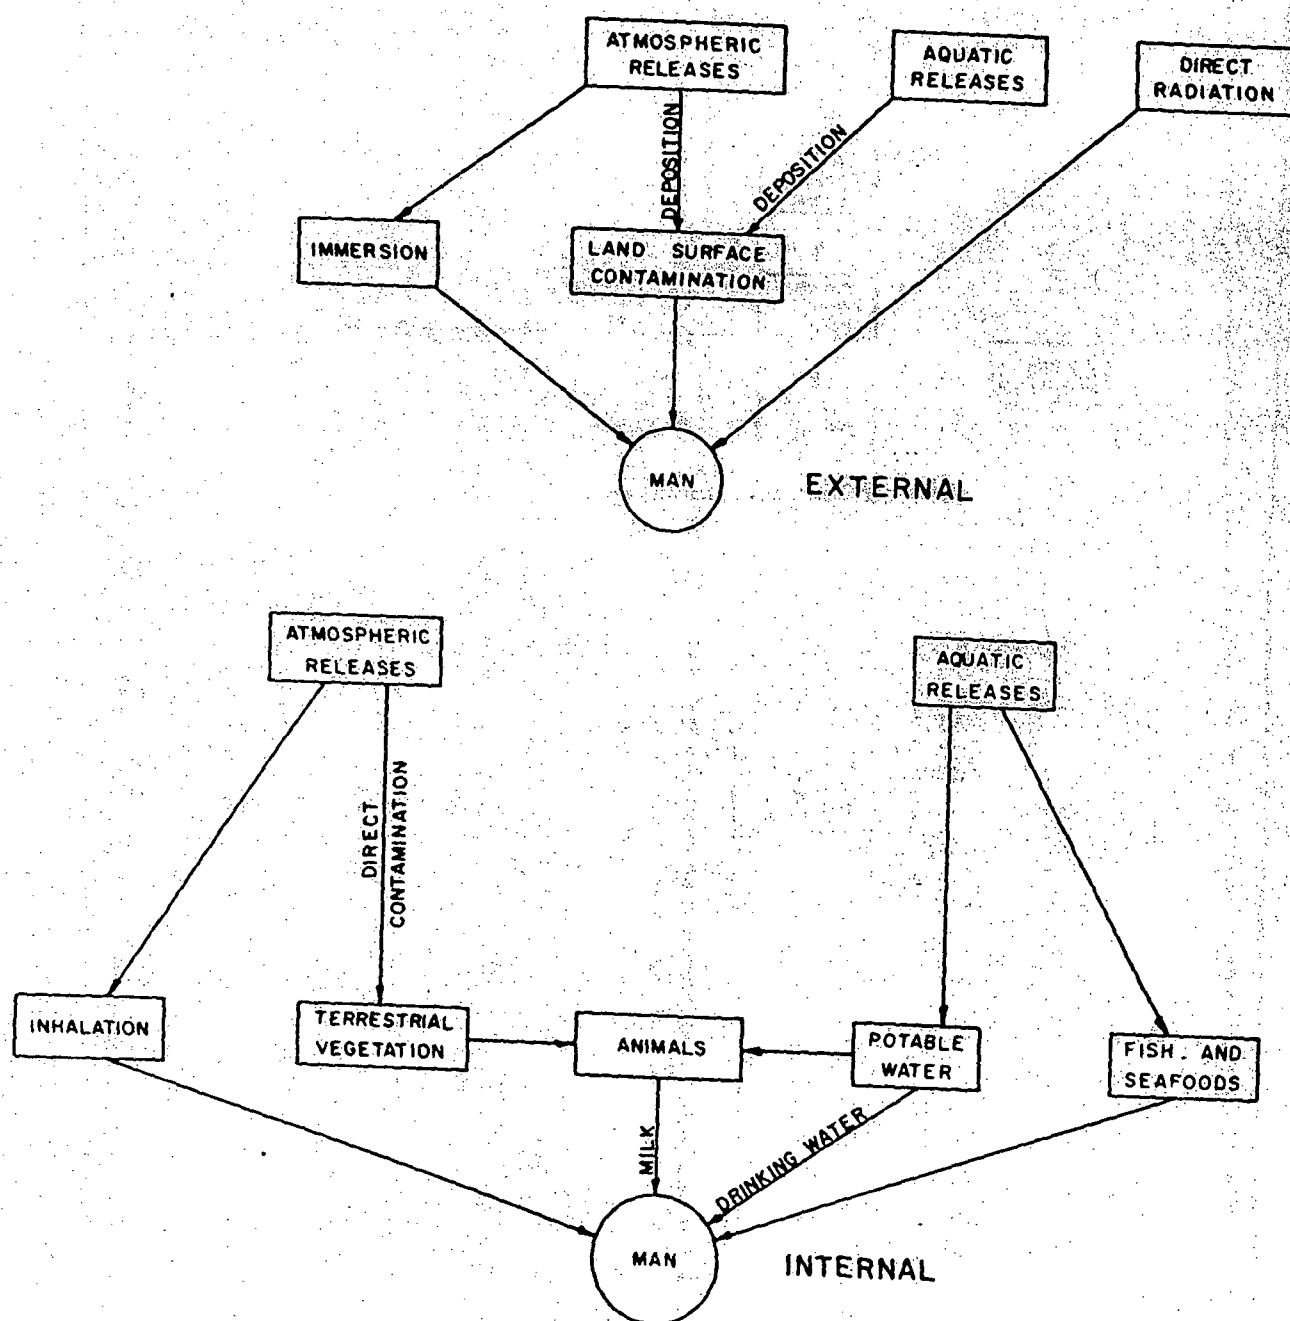 ATMOSPHERIC
RELEASES
AQUATIC
RELEASES
DIRECT
RADIATION
DEPOSITION
DEPOSITION
IMMERSION
LAND SURFACE
CONTAMINATION
MAN
EXTERNAL
ATMOSPHERIC
RELEASES
AQUATIC
RELEASES
DIRECT
CONTAMINATION
INHALATION
TERRESTRIAL
VEGETATION
ANIMALS
POTABLE
WATER
FISH. AND
SEAFOODS
MILK
DRINKING WATER
MAN
INTERNAL